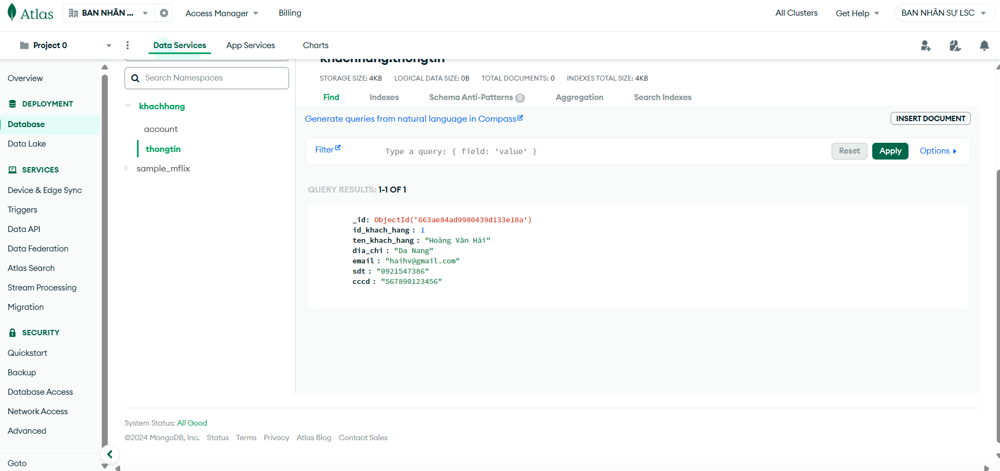 Atlas
BAN NHÂN ...
Access Manager
Billing
All Clusters
Get Help
BAN NHÂN SỰ LSC
Project 0
Data Services
App Services
Charts
Overview
DEPLOYMENT
Database
Data Lake
SERVICES
Device & Edge Sync
Triggers
Data API
Data Federation
Atlas Search
Stream Processing
Migration
SECURITY
Quickstart
Backup
Database Access
Network Access
Advanced
Goto
Search Namespaces
khachhang
account
thongtin
sample_mflix
khachhang.thongtin
STORAGE SIZE: 4KB LOGICAL DATA SIZE: 0B TOTAL DOCUMENTS: 0 INDEXES TOTAL SIZE: 4KB
Find Indexes Schema Anti-Patterns 0 Aggregation Search Indexes
Generate queries from natural language in Compass
INSERT DOCUMENT
Filter
Type a query: { field: 'value' }
Reset
Apply
Options
QUERY RESULTS: 1-1 OF 1
_id: ObjectId('663ae84ad9980439d133e18a')
id_khach_hang : 1
ten_khach_hang : "Hoàng Văn Hải"
dia_chi : "Da Nang"
email : "haihv@gmail.com"
sdt : "0921547386"
cccd : "567890123456"
System Status: All Good
©2024 MongoDB, Inc. Status Terms Privacy Atlas Blog Contact Sales